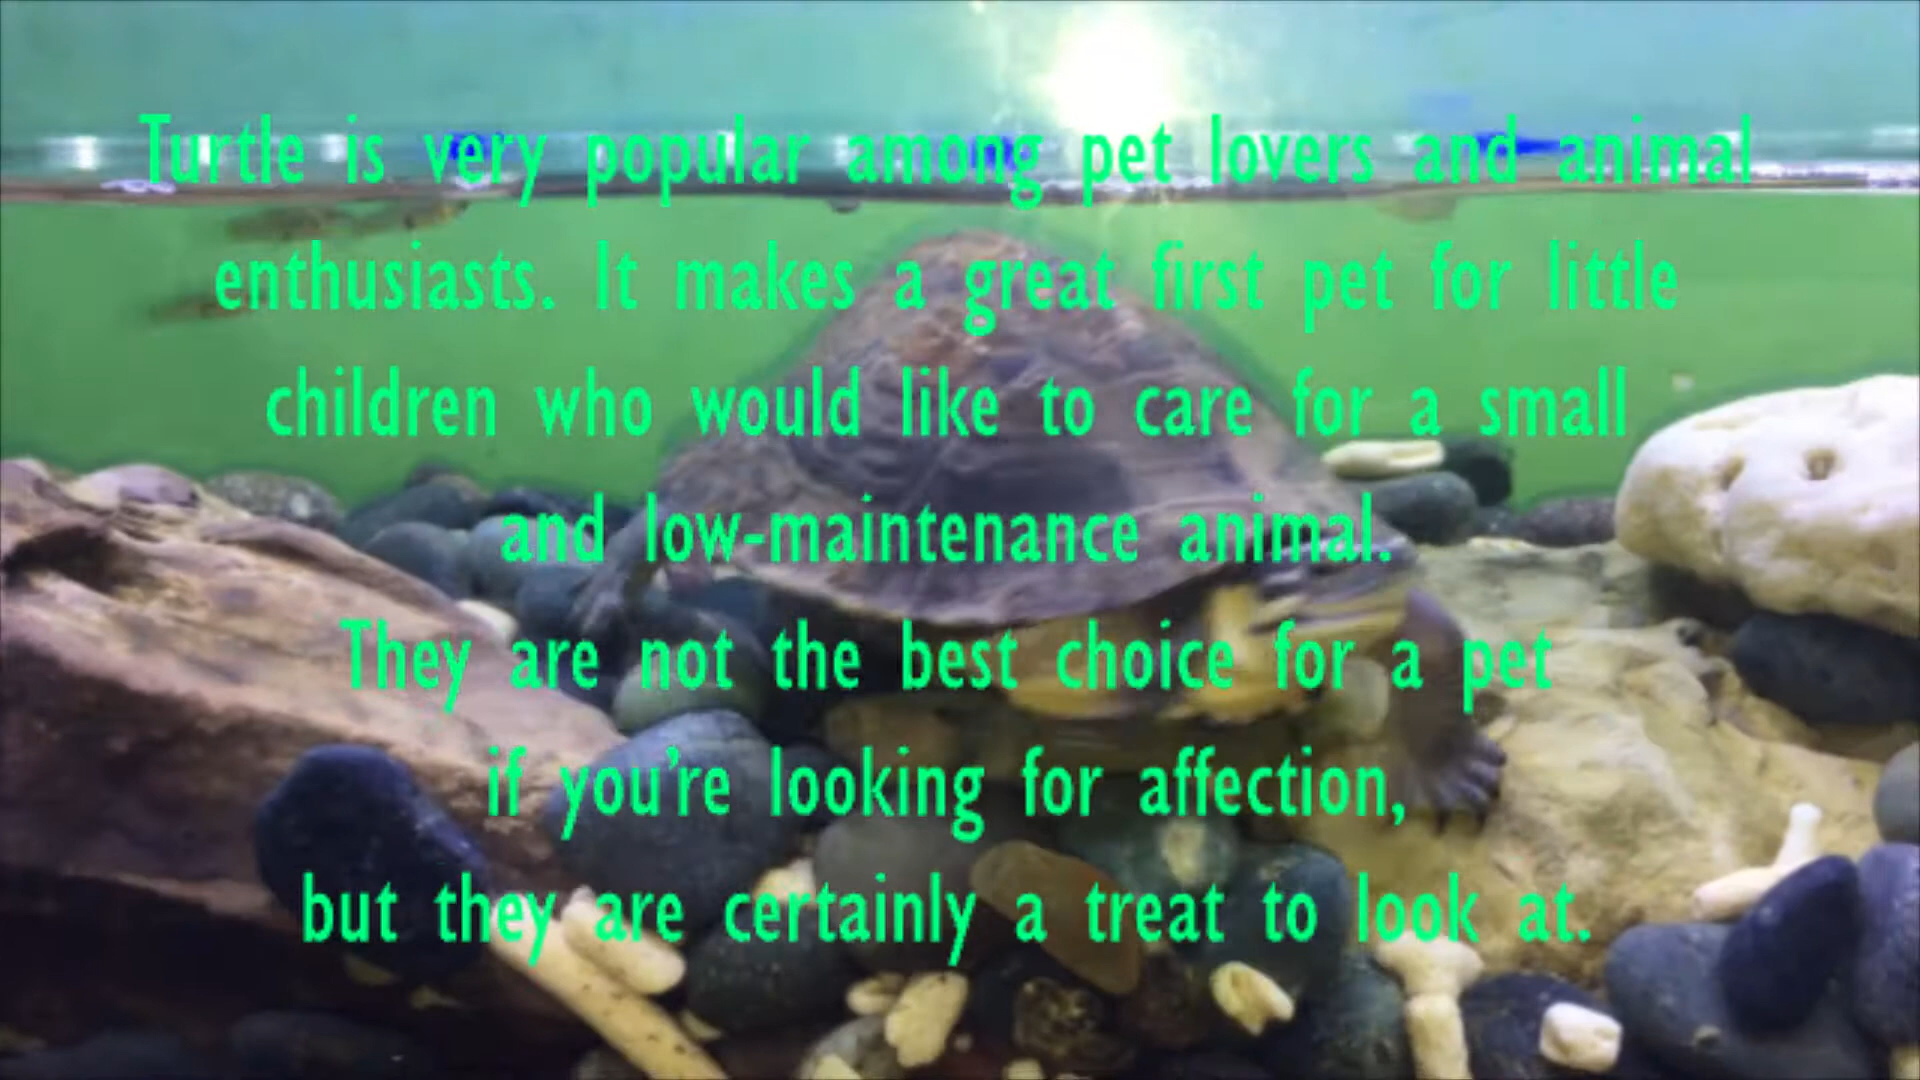 Turtle is very popular among pet lovers and animal
enthusiasts. It makes a great first pet for little
children who would like to care for a small
and low-maintenance animal.
They are not the best choice for a pet
if you're looking for affection,
but they are certainly a treat to look at.